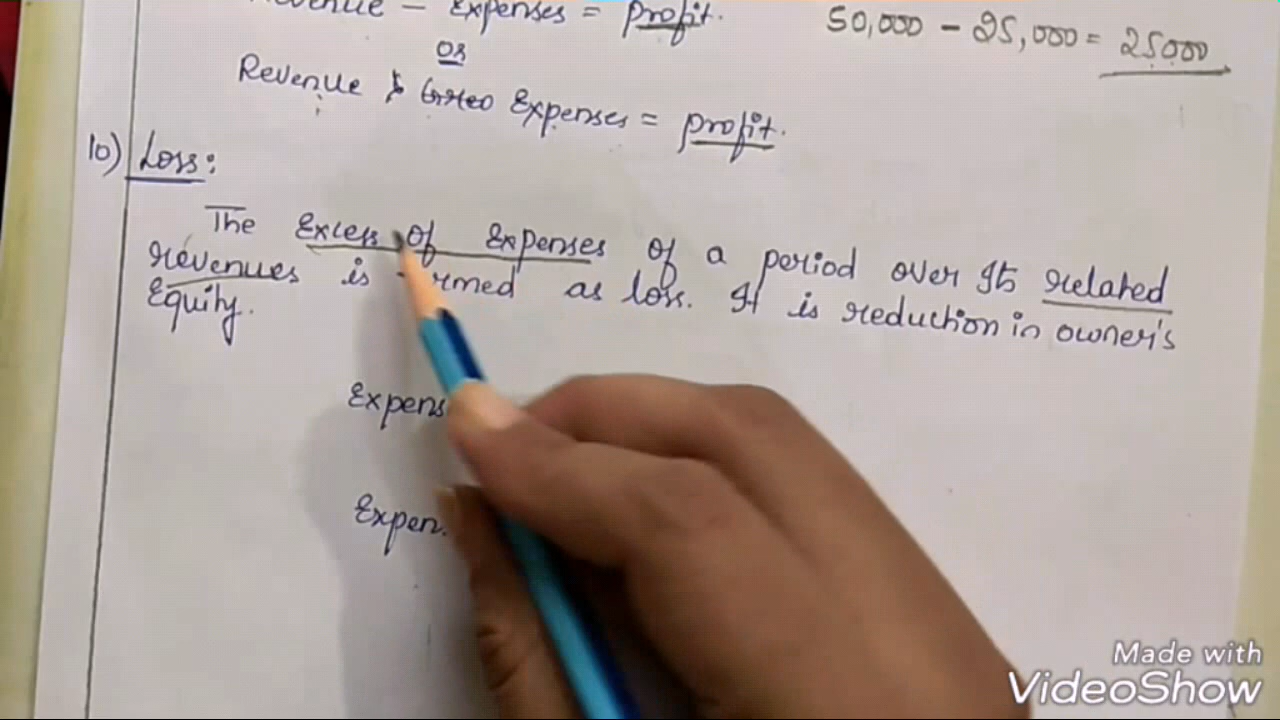 Revenue - Expenses = Profit. 50,000 - 25,000 = 25000
or
Revenue > Expenses = profit.
10) Loss:
The Excess of Expenses of a period over Its related
revenues is termed as loss. It is reduction in owner's
Equity.
Expens
Expen
Made with
VideoShow